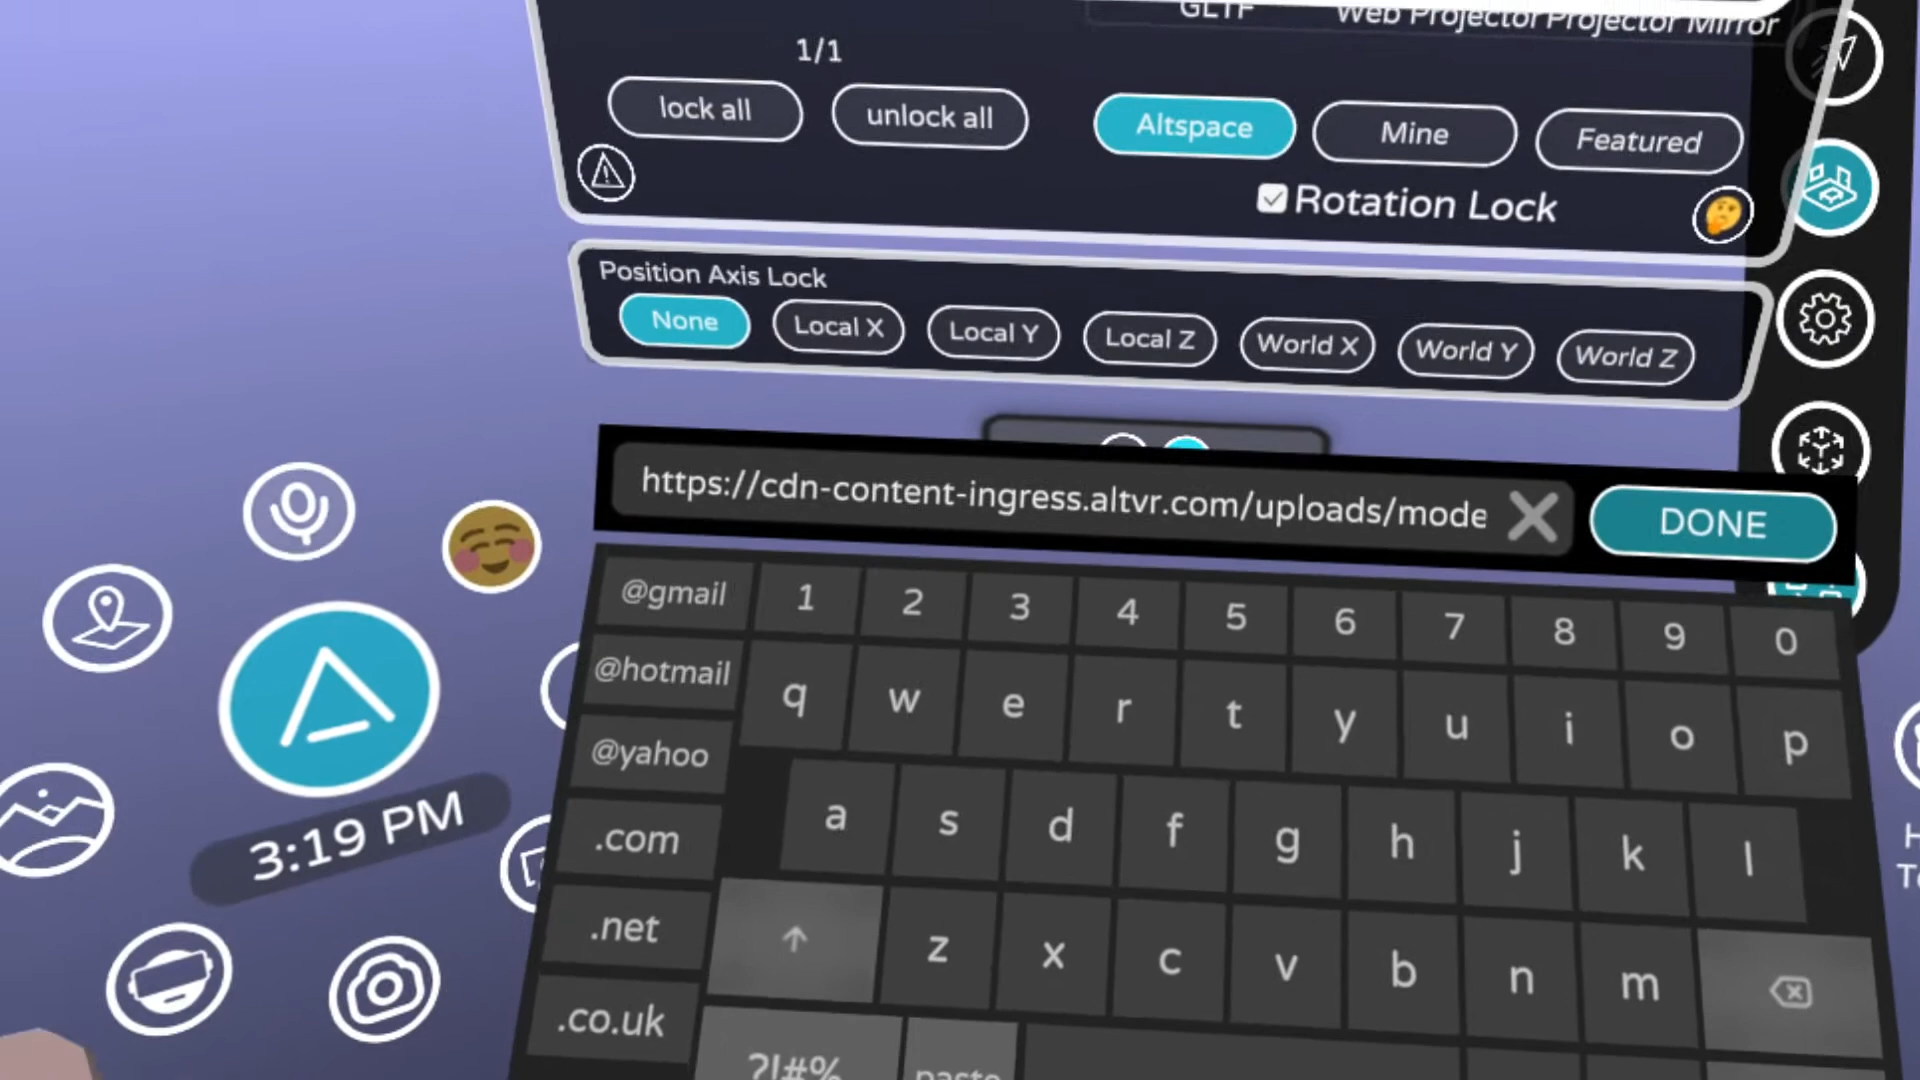 GLTF Web Projector Projector Mirror
1/1
lock all unlock all Altspace Mine Featured
Rotation Lock
Position Axis Lock
None Local X Local Y Local Z World X World Y World Z
https://cdn-content-ingress.altvr.com/uploads/mode DONE
@gmail 1 2 3 4 5 6 7 8 9 0
@hotmail q w e r t y u i o p
@yahoo a s d f g h j k l
.com
.net z x c v b n m
.co.uk ?!#% paste
3:19 PM